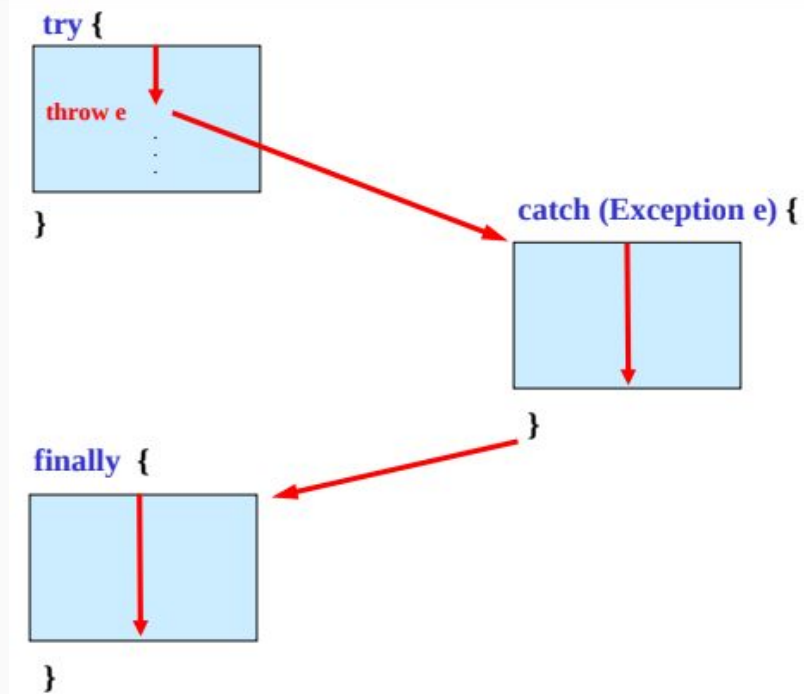 try {
throw e
.
.
.
}
catch (Exception e) {
}
finally {
}